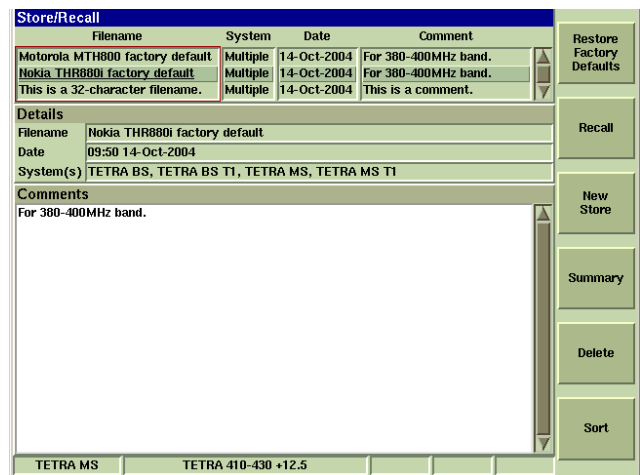 Store/Recall
Filename System Date Comment
Motorola MTH800 factory default Multiple 14-Oct-2004 For 380-400MHz band.
Nokia THR880i factory default Multiple 14-Oct-2004 For 380-400MHz band.
This is a 32-character filename. Multiple 14-Oct-2004 This is a comment.
Details
Filename Nokia THR880i factory default
Date 09:50 14-Oct-2004
System(s) TETRA BS, TETRA BS T1, TETRA MS, TETRA MS T1
Comments
For 380-400MHz band.
TETRA MS TETRA 410-430 +12.5
Restore
Factory
Defaults
Recall
New
Store
Summary
Delete
Sort